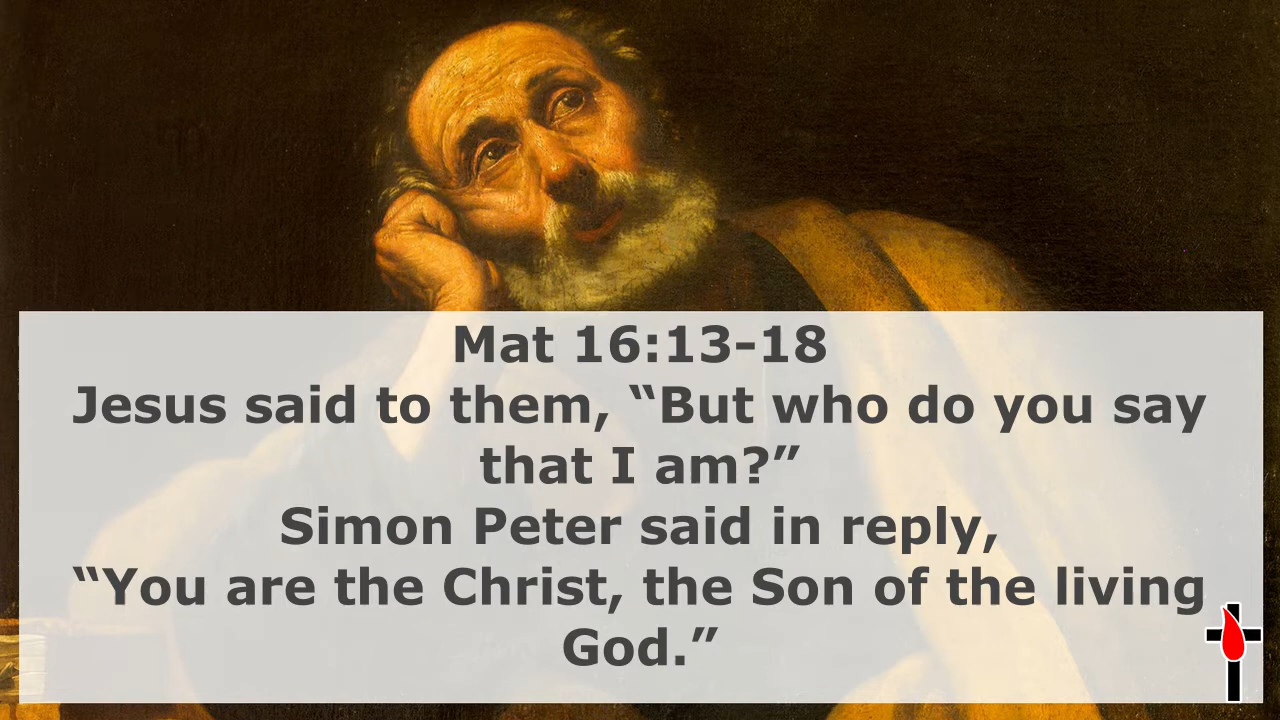 Mat 16:13-18
Jesus said to them, “But who do you say
that I am?”
Simon Peter said in reply,
“You are the Christ, the Son of the living
God.”